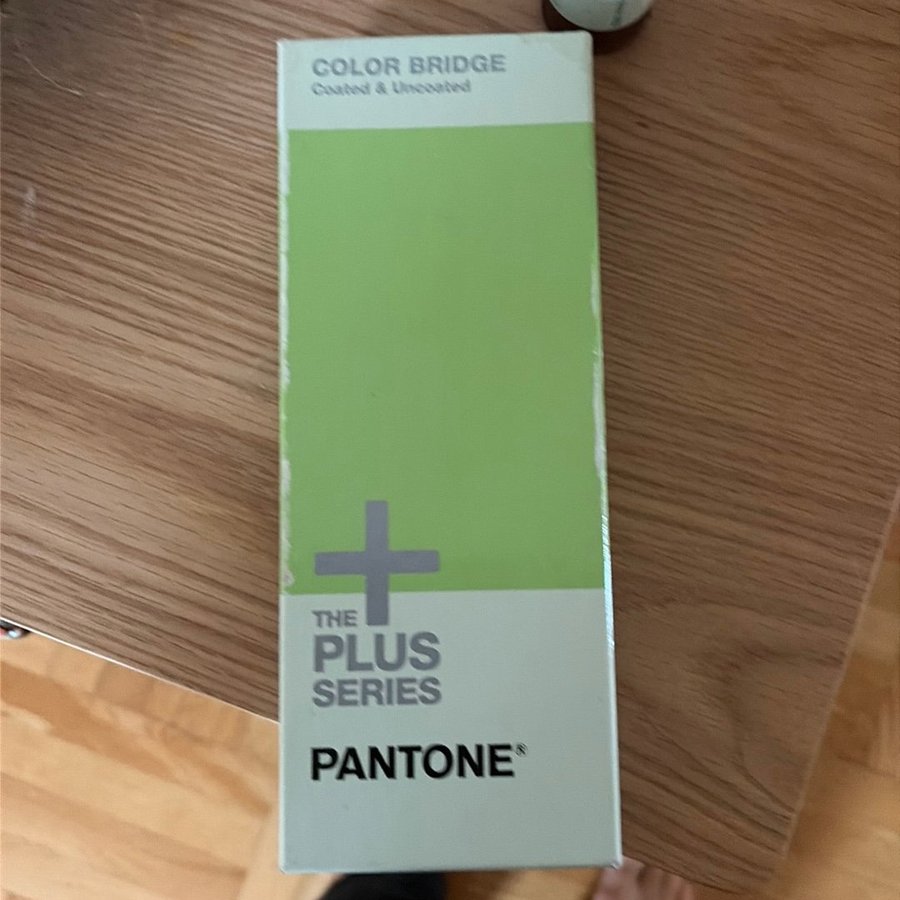 COLOR BRIDGE
Coated & Uncoated
THE
PLUS
SERIES
PANTONE®